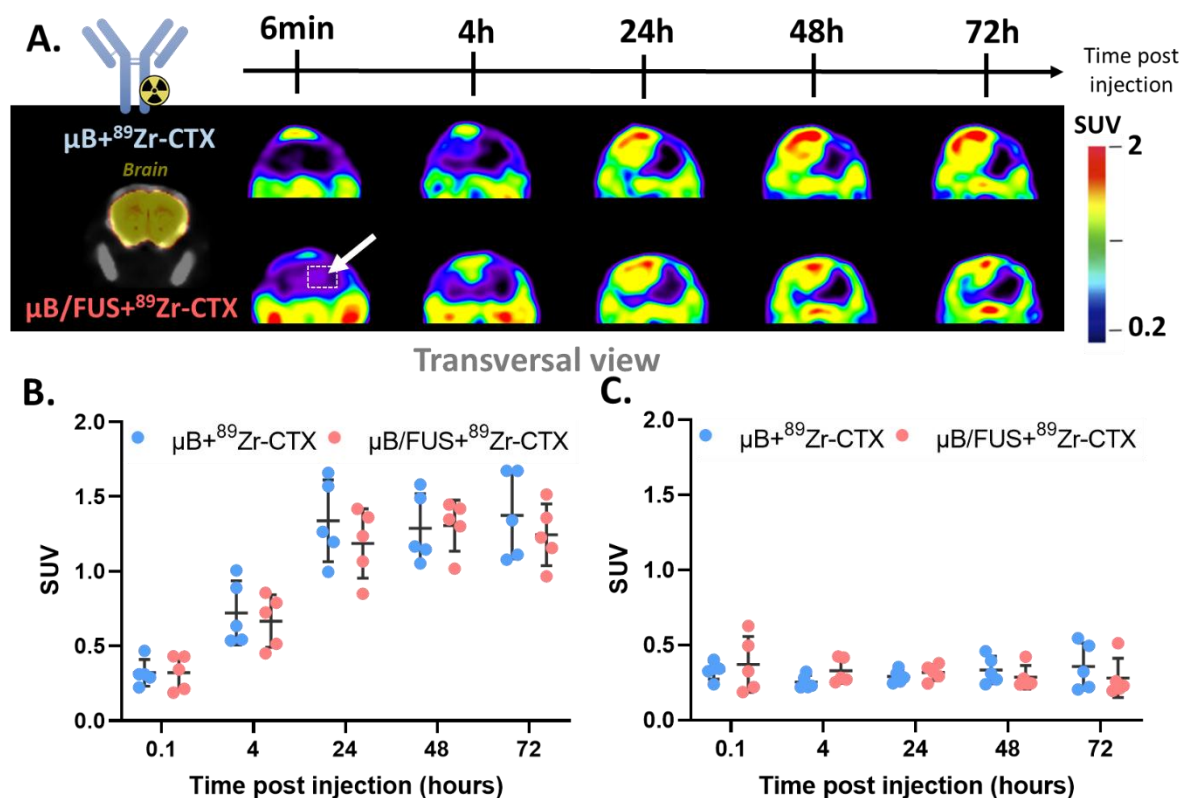 A.
6min 4h 24h 48h 72h
Time post
injection
µB+⁸⁹Zr-CTX
Brain
µB/FUS+⁸⁹Zr-CTX
SUV
2
0.2
Transversal view
B.
2.0
1.5
1.0
0.5
0.0
SUV
µB+⁸⁹Zr-CTX µB/FUS+⁸⁹Zr-CTX
0.1 4 24 48 72
Time post injection (hours)
C.
2.0
1.5
1.0
0.5
0.0
SUV
µB+⁸⁹Zr-CTX µB/FUS+⁸⁹Zr-CTX
0.1 4 24 48 72
Time post injection (hours)